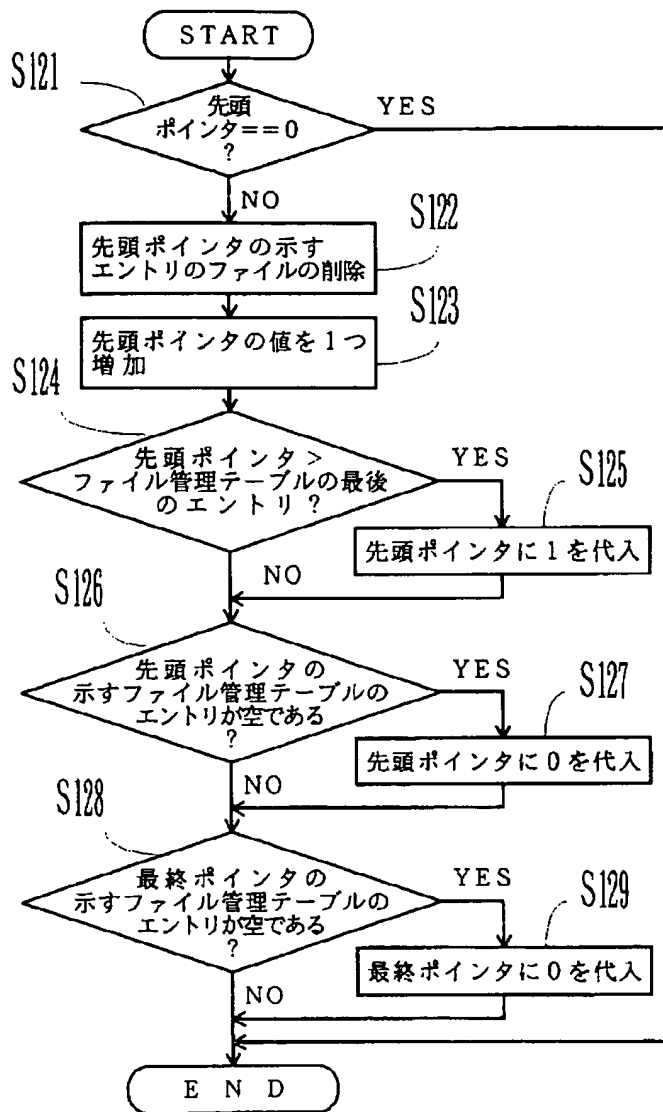 START
S121
先頭
ポインタ==0
?
YES
NO
S122
先頭ポインタの示す
エントリのファイルの削除
S123
先頭ポインタの値を1つ
増加
S124
先頭ポインタ>
ファイル管理テーブルの最後
のエントリ?
YES
S125
先頭ポインタに1を代入
NO
S126
先頭ポインタの
示すファイル管理テーブルの
エントリが空である
?
YES
S127
先頭ポインタに0を代入
NO
S128
最終ポインタの
示すファイル管理テーブルの
エントリが空である
?
YES
S129
最終ポインタに0を代入
NO
END